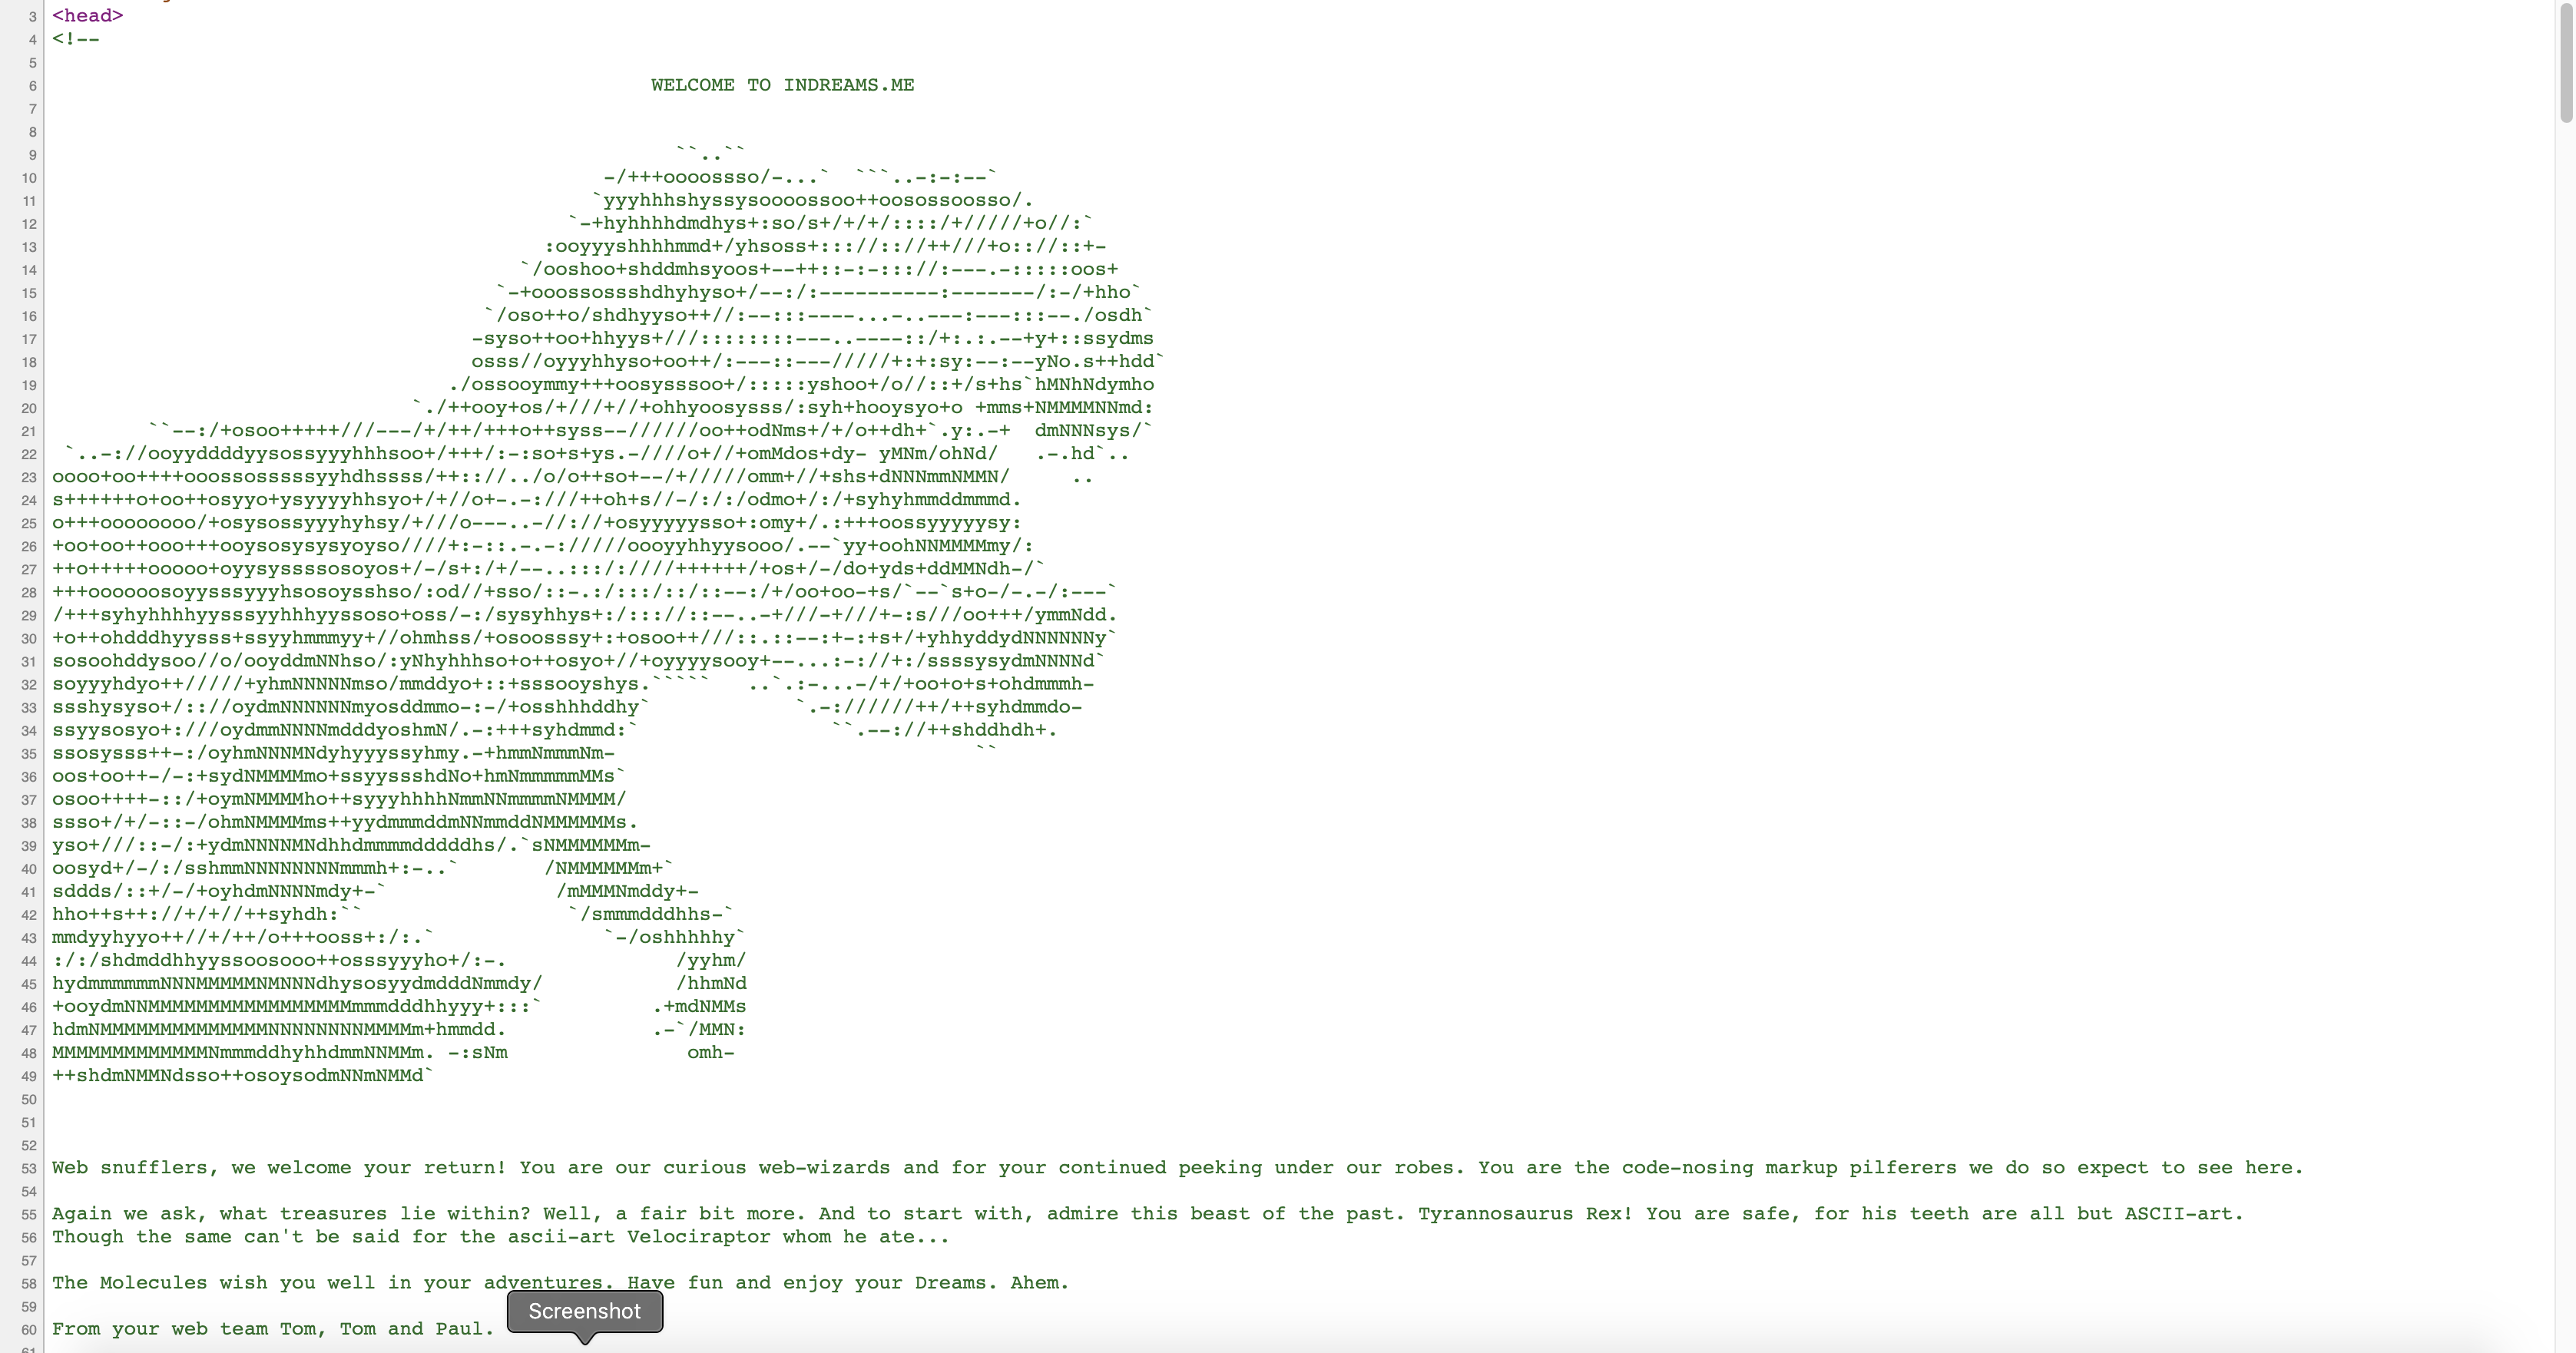 3 <head>
4 <!--
5
6 WELCOME TO INDREAMS.ME
7
8
9 ``..``
10 -/+++oooossso/-...`  ```..-:-:--`
11 `yyyhhhshyssysoooossoo++oosossoosso/.
12 `-+hyhhhhdmdhys+:so/s+/+/+/::::/+/////+o//:`
13 :ooyyyshhhhmmd+/yhsoss+:::://:://++///+o:://::+-
14 `/ooshoo+shddmhsyoos+--++::-:-:::://:---.-:::::oos+
15 `-+ooossossshdhyhyso+/--:/:----------:-------/:-/+hho`
16 `/oso++o/shdhyyso++//:--:::----...-..---:---:::--./osdh`
17 -syso++oo+hhyys+///::::::::---..----::/+:.:.--+y+::ssydms
18 osss//oyyyhhyso+oo++/:---::---/////+:+:sy:--:--yNo.s++hdd`
19 ./ossooymmy+++oosysssoo+/:::::yshoo+/o//::+/s+hs`hMNhNdymho
20 `./++ooy+os/+///+//+ohhyoosysss/:syh+hooysyo+o +mms+NMMMMNNmd:
21 ``--:/+osoo+++++///---/+/++/+++o++syss--//////oo++odNms+/+/o++dh+`.y:.-+  dmNNNsys/`
22 `..-://ooyyddddyysossyyyhhhsoo+/+++/:-:so+s+ys.-////o+//+omMdos+dy- yMNm/ohNd/   .-.hd`..
23 oooo+oo++++ooossosssssyyhdhssss/++:://../o/o++so+--/+/////omm+//+shs+dNNNmmNMMN/     ..
24 s++++++o+oo++osyyo+ysyyyyhhsyo+/+//o+-.-:///++oh+s//-/:/:/odmo+/:/+syhyhmmddmmmd.
25 o+++oooooooo/+osysossyyyhyhsy/+///o---..-//://+osyyyyysso+:omy+/.:+++oossyyyyysy:
26 +oo+oo++ooo+++ooysosysysyoyso////+:-::.-.-://///oooyyhhyysooo/.--`yy+oohNNMMMMmy/:
27 ++o+++++ooooo+oyysyssssosoyos+/-/s+:/+/--..:::/:////++++++/+os+/-/do+yds+ddMMNdh-/`
28 +++oooooosoyysssyyyhsosoysshso/:od//+sso/::-.:/:::/::/::--:/+/oo+oo-+s/`--`s+o-/-.-/:---`
29 /+++syhyhhhhyysssyyhhhyyssoso+oss/-:/sysyhhys+:/:::://::--..-+///-+///+-:s///oo+++/ymmNdd.
30 +o++ohdddhyysss+ssyyhmmmyy+//ohmhss/+osoosssy+:+osoo++///::.::--:+-:+s+/+yhhyddydNNNNNNy`
31 sosoohddysoo//o/ooyddmNNhso/:yNhyhhhso+o++osyo+//+oyyyysooy+--...:-://+:/ssssysydmNNNNd`
32 soyyyhdyo++/////+yhmNNNNNmso/mmddyo+::+sssooyshys.`````   ..`.:-...-/+/+oo+o+s+ohdmmmh-
33 ssshysyso+/:://oydmNNNNNNmyosddmmo-:-/+osshhhddhy`            `.-://////++/++syhdmmdo-
34 ssyysosyo+:///oydmmNNNNmdddyoshmN/.-:+++syhdmmd:`                ``.--://++shddhdh+.
35 ssosysss++-:/oyhmNNNMNdyhyyyssyhmy.-+hmmNmmmNm-                              ``
36 oos+oo++-/-:+sydNMMMMmo+ssyyssshdNo+hmNmmmmmMMs`
37 osoo++++-::/+oymNMMMMho++syyyhhhhNmmNNmmmmNMMMM/
38 ssso+/+/-::-/ohmNMMMMms++yydmmmddmNNmmddNMMMMMMs.
39 yso+///::-/:+ydmNNNNMNdhhdmmmmdddddhs/.`sNMMMMMMm-
40 oosyd+/-/:/sshmmNNNNNNNNmmmh+:-..`       /NMMMMMMm+`
41 sddds/::+/-/+oyhdmNNNNmdy+-`              /mMMMNmddy+-
42 hho++s++://+/+//++syhdh:``                 `/smmmdddhhs-`
43 mmdyyhyyo++//+/++/o+++ooss+:/:.`              `-/oshhhhhy`
44 :/:/shdmddhhyyssoosooo++osssyyyho+/:-.              /yyhm/
45 hydmmmmmmNNNMMMMMNMNNNdhysosyydmdddNmmdy/           /hhmNd
46 +ooydmNNMMMMMMMMMMMMMMMMMmmmdddhhyyy+:::`         .+mdNMMs
47 hdmNMMMMMMMMMMMMMMNNNNNNNNMMMMm+hmmdd.            .-`/MMN:
48 MMMMMMMMMMMMMNmmmddhyhhdmmNNMMm. -:sNm               omh-
49 ++shdmNMMNdsso++osoysodmNNmNMMd`
50
51
52
53 Web snufflers, we welcome your return! You are our curious web-wizards and for your continued peeking under our robes. You are the code-nosing markup pilferers we do so expect to see here.
54
55 Again we ask, what treasures lie within? Well, a fair bit more. And to start with, admire this beast of the past. Tyrannosaurus Rex! You are safe, for his teeth are all but ASCII-art.
56 Though the same can't be said for the ascii-art Velociraptor whom he ate...
57
58 The Molecules wish you well in your adventures. Have fun and enjoy your Dreams. Ahem.
59
Screenshot
60 From your web team Tom, Tom and Paul.
61